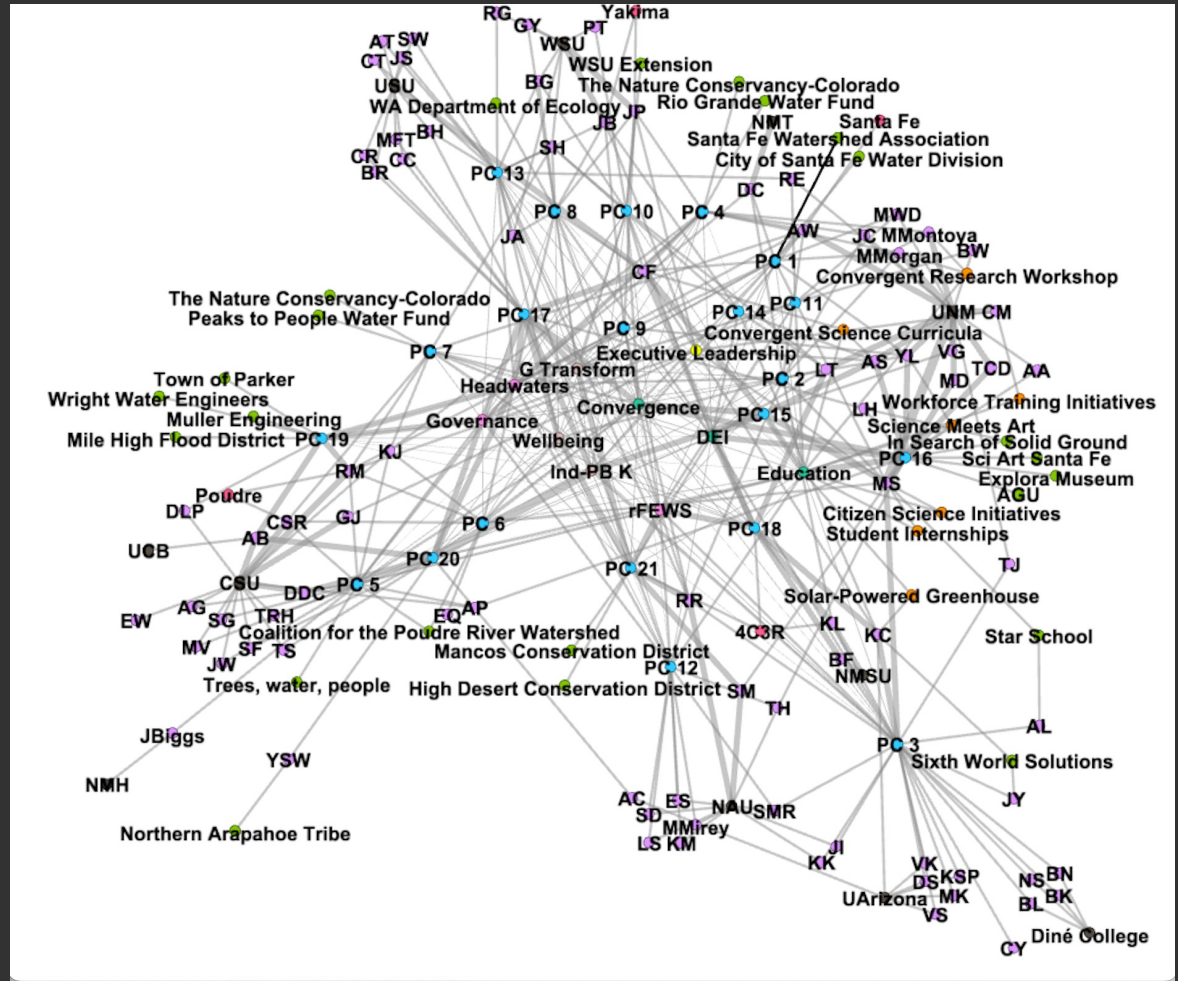 RG
Yakima
GY
PT
AT
SW
WSU
CT
JS
WSU Extension
USU
BG
The Nature Conservancy-Colorado
WA Department of Ecology
Rio Grande Water Fund
JP
JB
NMT
Santa Fe
MFT
BH
Santa Fe Watershed Association
SH
CR
CC
City of Santa Fe Water Division
BR
PC 13
RE
DC
PC 8
PC 10
PC 4
MWD
JA
AW
JC
MMontoya
BW
MMorgan
PC 1
CF
Convergent Research Workshop
The Nature Conservancy-Colorado
PC 11
Peaks to People Water Fund
PC 17
PC 14
UNM
CM
PC 9
Convergent Science Curricula
PC 7
Executive Leadership
AS
YL
VG
G Transform
LT
TCD
AA
Town of Parker
Headwaters
PC 2
MD
Wright Water Engineers
Convergence
LH
Workforce Training Initiatives
Muller Engineering
Governance
PC 15
Science Meets Art
Mile High Flood District
PC 19
Wellbeing
DEI
In Search of Solid Ground
KJ
PC 16
Sci Art Santa Fe
RM
Ind-PB K
Education
Explora Museum
MS
Poudre
AGU
DLP
CSR
GJ
rFEWS
Citizen Science Initiatives
PC 6
PC 18
Student Internships
AB
UCB
PC 20
TJ
CSU
DDC
PC 5
PC 21
AG
RR
Solar-Powered Greenhouse
EW
SG
TRH
EQ
AP
KL
Coalition for the Poudre River Watershed
4C3R
KC
Star School
MV
SF
TS
Mancos Conservation District
JW
PC 12
BF
NMSU
Trees, water, people
High Desert Conservation District
SM
TH
JBiggs
AL
PC 3
YSW
Sixth World Solutions
NMH
AC
ES
NAU
SMR
JY
SD
MMirey
Northern Arapahoe Tribe
LS
KM
JI
KK
VK
DS
KSP
NS
BN
UArizona
MK
BL
BK
VS
Diné College
CY